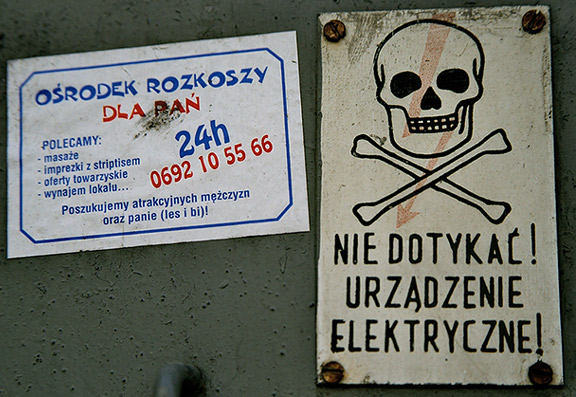 OŚRODEK ROZKOSZY
DLA PAŃ
POLECAMY:
- masaże
- imprezki z striptisem
- oferty towarzyskie
- wynajem lokalu...
24h
0692 10 55 66
Poszukujemy atrakcyjnych mężczyzn
oraz panie (les i bi)!
NIE DOTYKAĆ!
URZĄDZENIE
ELEKTRYCZNE!